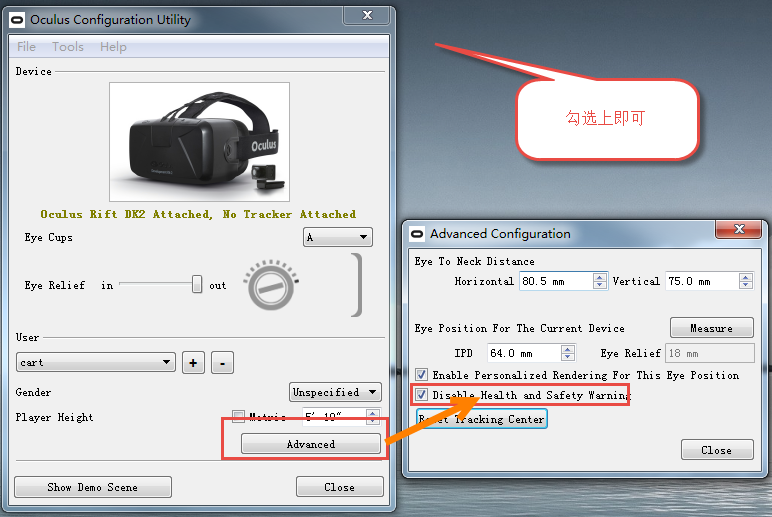 Oculus Configuration Utility
File Tools Help
Device
Oculus
Oculus Rift DK2 Attached, No Tracker Attached
Eye Cups
A
Eye Relief in out
User
cart
+ -
Gender
Unspecified
Player Height
Metric 5' 10"
Advanced
Show Demo Scene
Close
勾选上即可
Advanced Configuration
Eye To Neck Distance
Horizontal 80.5 mm Vertical 75.0 mm
Eye Position For The Current Device
Measure
IPD 64.0 mm Eye Relief 18 mm
Enable Personalized Rendering For This Eye Position
Disable Health and Safety Warning
Reset Tracking Center
Close